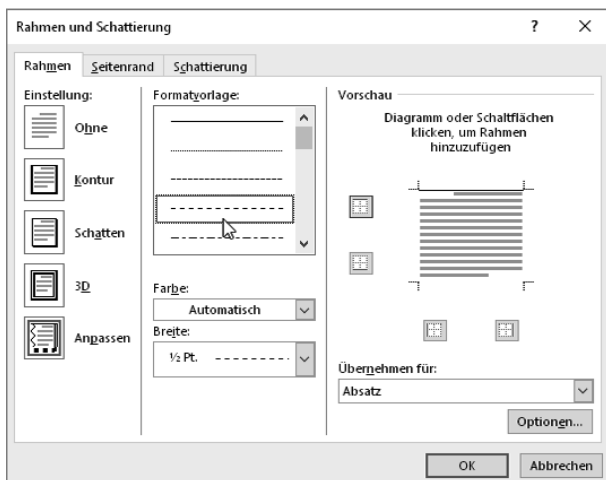 Rahmen und Schattierung
?
Rahmen
Seitenrand
Schattierung
Einstellung:
Ohne
Kontur
Schatten
3D
Anpassen
Formatvorlage:
Farbe:
Automatisch
Breite:
½ Pt.
Vorschau
Diagramm oder Schaltflächen
klicken, um Rahmen
hinzuzufügen
Übernehmen für:
Absatz
Optionen...
OK
Abbrechen